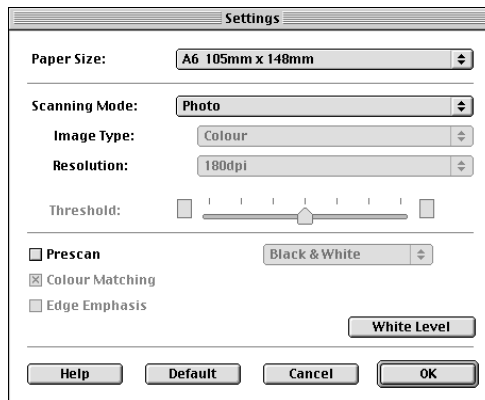 Settings
Paper Size: A6 105mm x 148mm
Scanning Mode: Photo
Image Type: Colour
Resolution: 180dpi
Threshold:
Prescan Black & White
Colour Matching
Edge Emphasis
White Level
Help Default Cancel OK